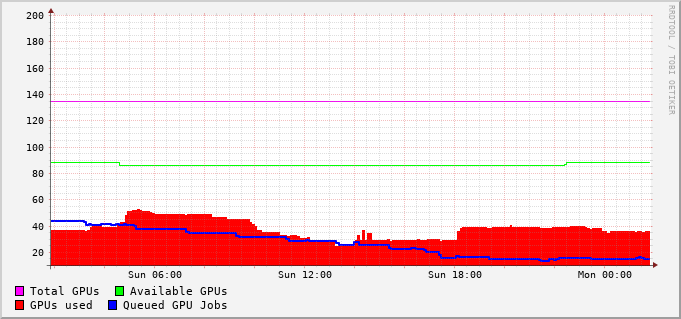 200
180
160
140
120
100
80
60
40
20
Sun 06:00 Sun 12:00 Sun 18:00 Mon 00:00
Total GPUs Available GPUs
GPUs used Queued GPU Jobs
RRDTOOL / TOBI OETIKER